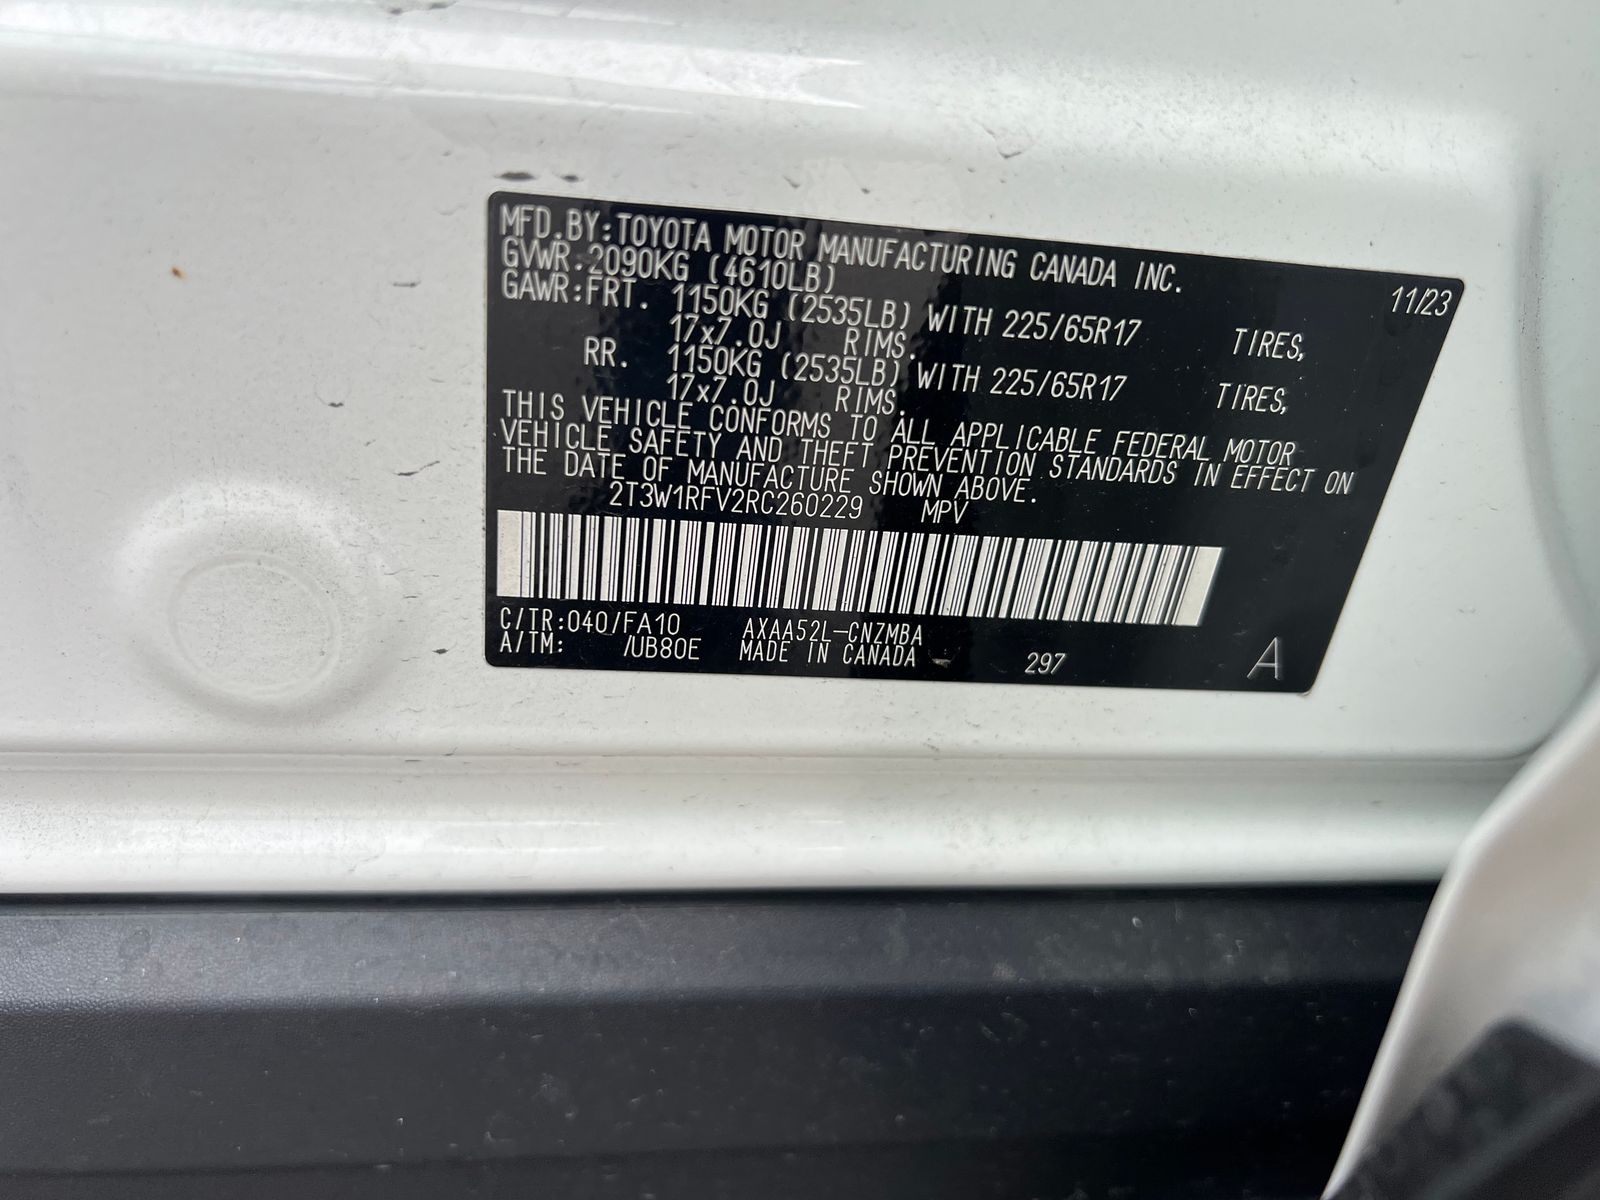 MFD.BY:TOYOTA MOTOR MANUFACTURING CANADA INC.
GVWR:2090KG (4610LB) 11/23
GAWR:FRT. 1150KG (2535LB) WITH 225/65R17 TIRES,
17x7.0J RIMS.
RR. 1150KG (2535LB) WITH 225/65R17 TIRES,
17x7.0J RIMS.
THIS VEHICLE CONFORMS TO ALL APPLICABLE FEDERAL MOTOR
VEHICLE SAFETY AND THEFT PREVENTION STANDARDS IN EFFECT ON
THE DATE OF MANUFACTURE SHOWN ABOVE.
2T3W1RFV2RC260229 MPV
C/TR:040/FA10 AXAA52L-CNZMBA
A/TM: /UB80E MADE IN CANADA 297 A